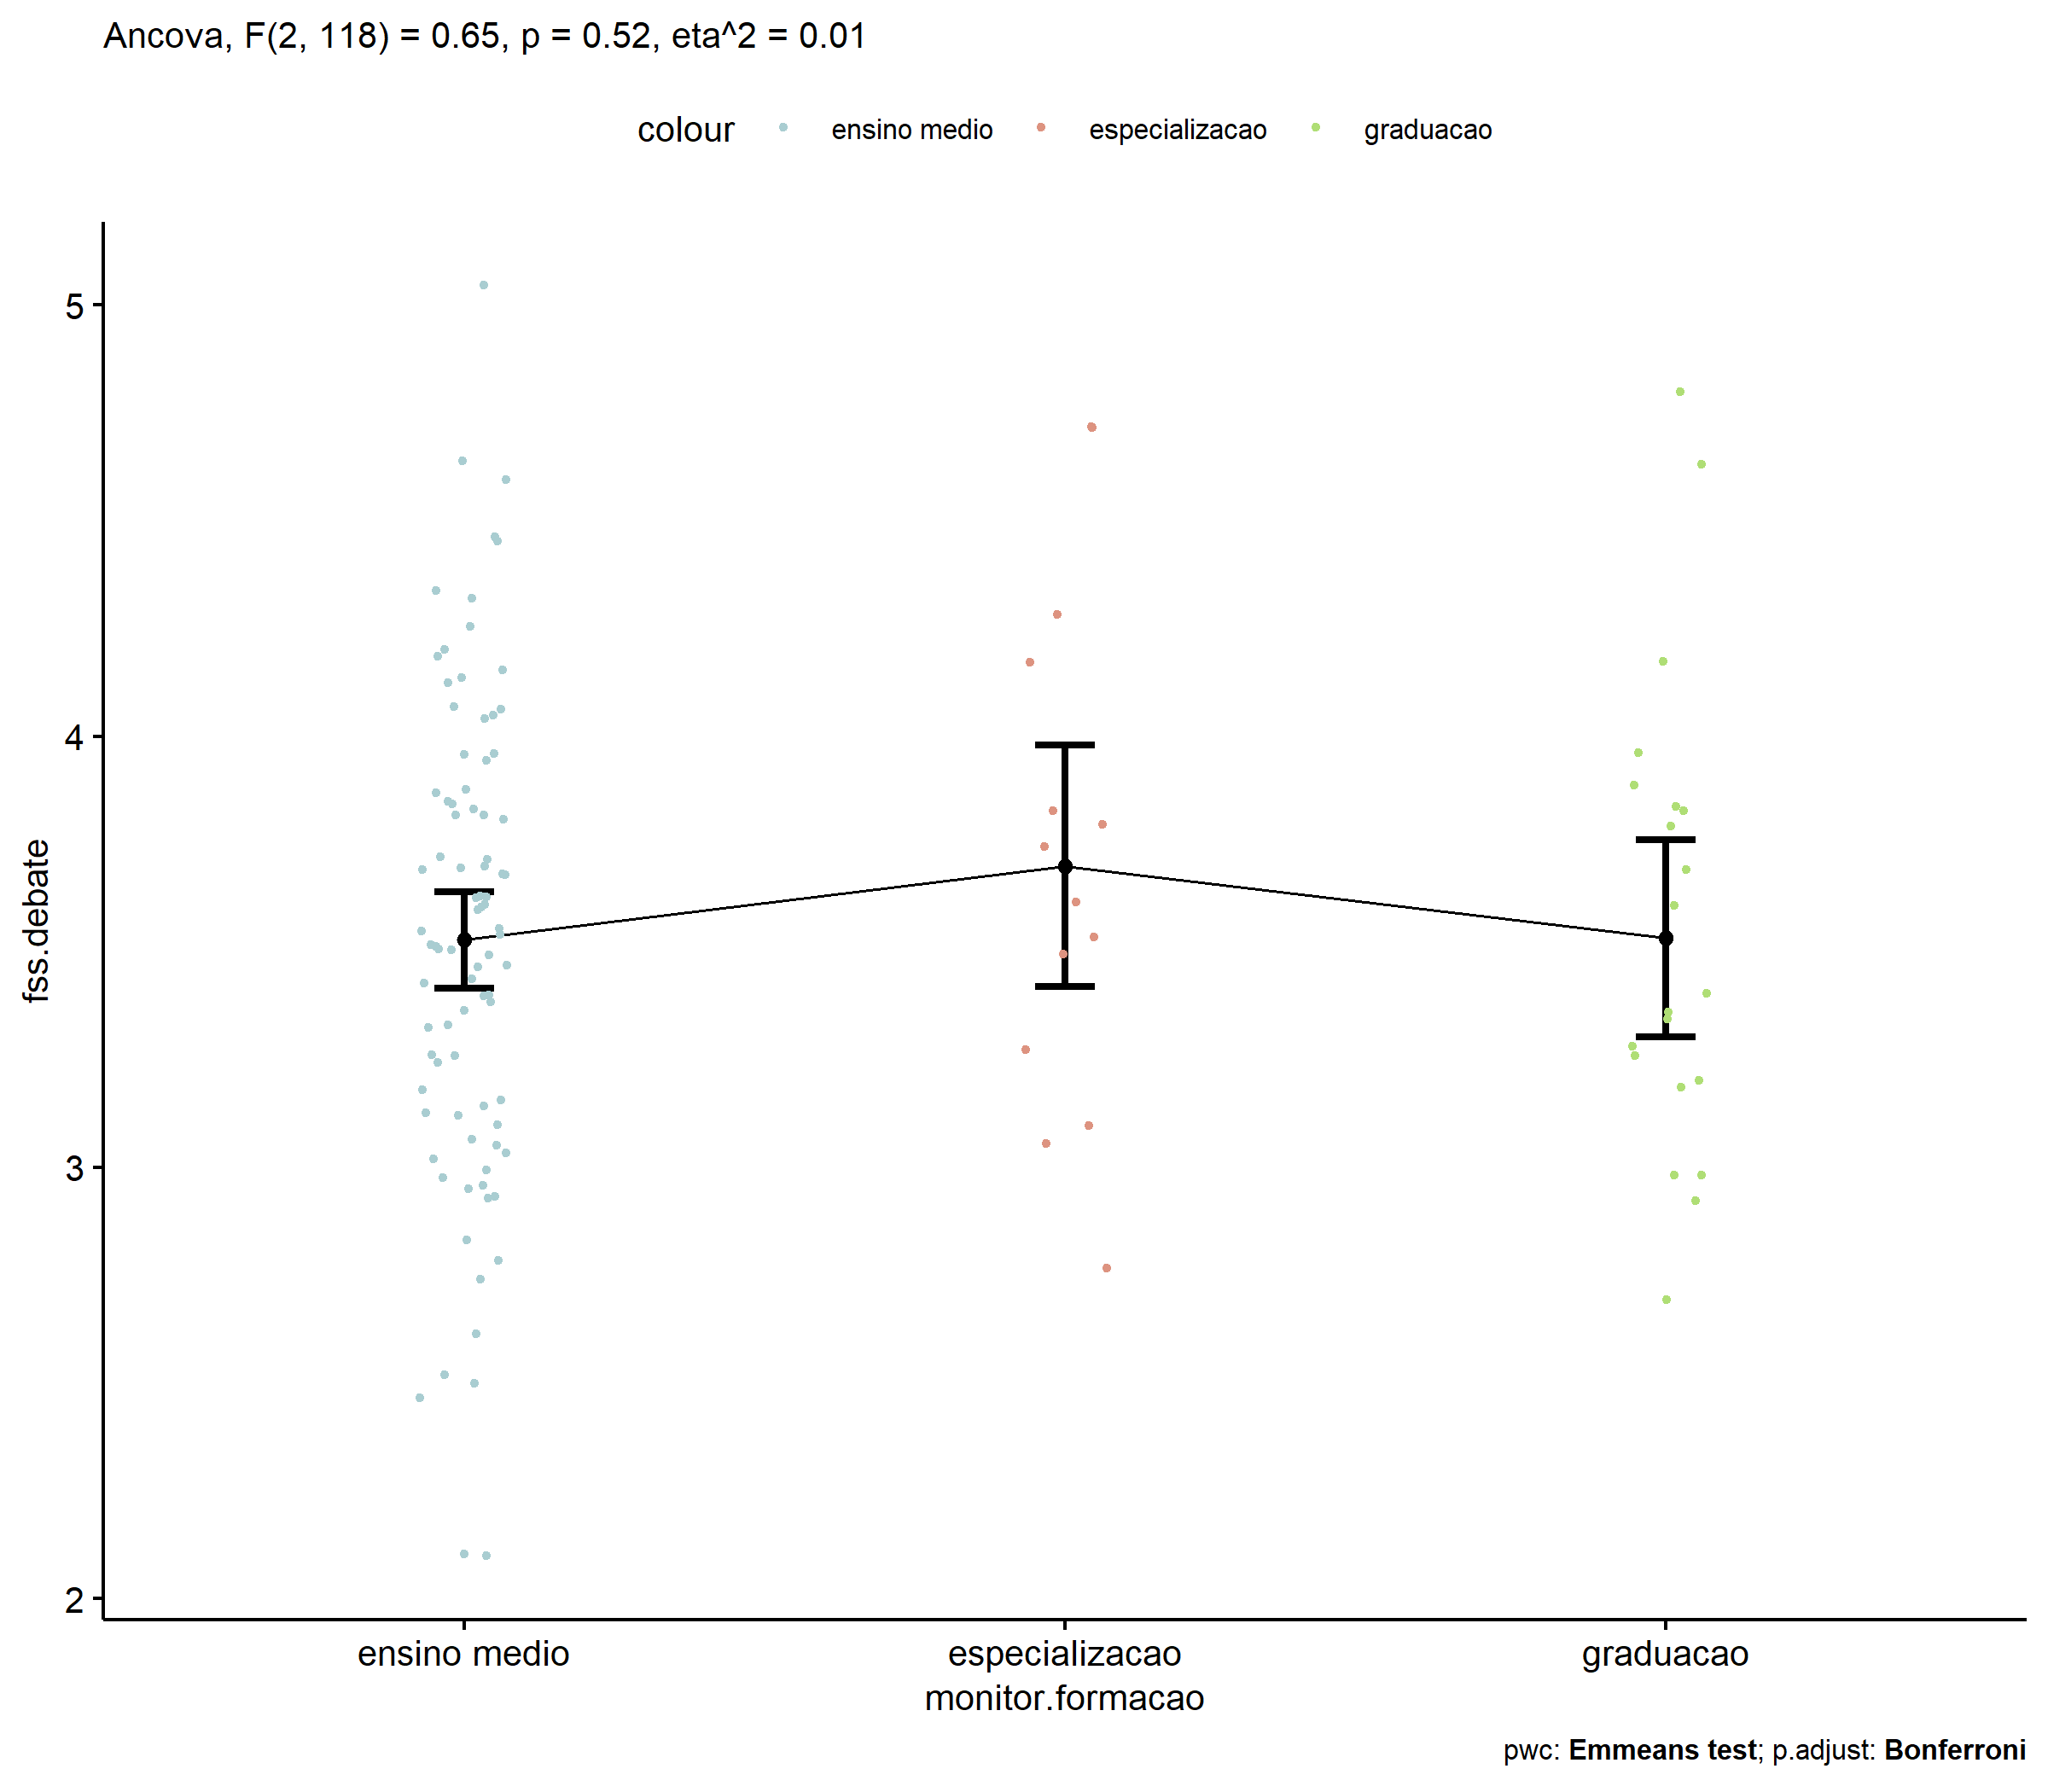 Ancova, F(2, 118) = 0.65, p = 0.52, eta^2 = 0.01
colour ensino medio especializacao graduacao
5
4
3
2
fss.debate
ensino medio especializacao graduacao
monitor.formacao
pwc: Emmeans test; p.adjust: Bonferroni